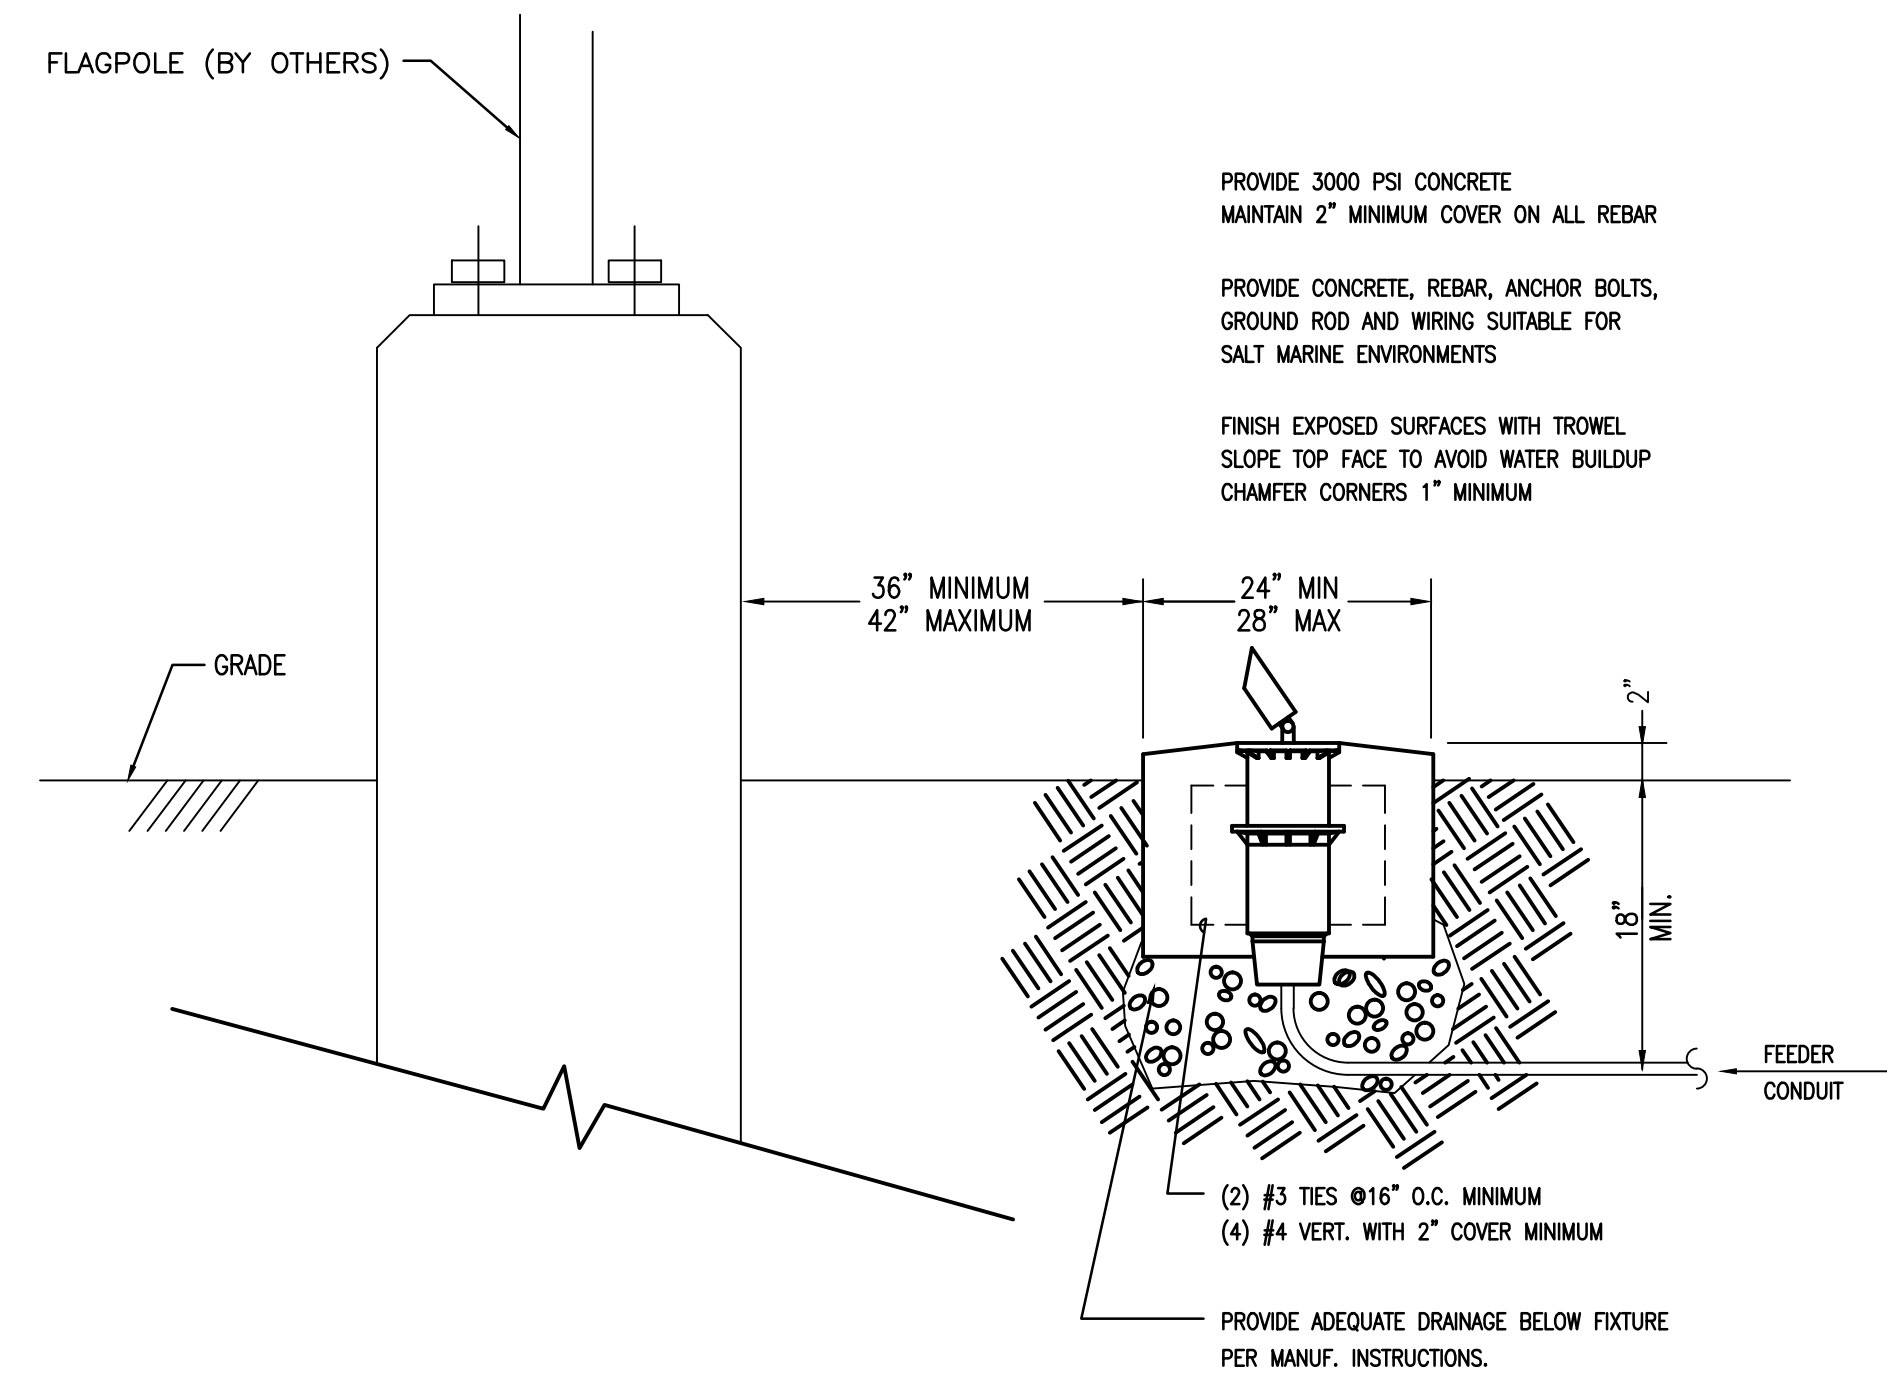 FLAGPOLE (BY OTHERS)
PROVIDE 3000 PSI CONCRETE
MAINTAIN 2" MINIMUM COVER ON ALL REBAR
PROVIDE CONCRETE, REBAR, ANCHOR BOLTS,
GROUND ROD AND WIRING SUITABLE FOR
SALT MARINE ENVIRONMENTS
FINISH EXPOSED SURFACES WITH TROWEL
SLOPE TOP FACE TO AVOID WATER BUILDUP
CHAMFER CORNERS 1" MINIMUM
36" MINIMUM
42" MAXIMUM
24" MIN
28" MAX
GRADE
2"
18"
MIN.
FEEDER
CONDUIT
(2) #3 TIES @16" O.C. MINIMUM
(4) #4 VERT. WITH 2" COVER MINIMUM
PROVIDE ADEQUATE DRAINAGE BELOW FIXTURE
PER MANUF. INSTRUCTIONS.